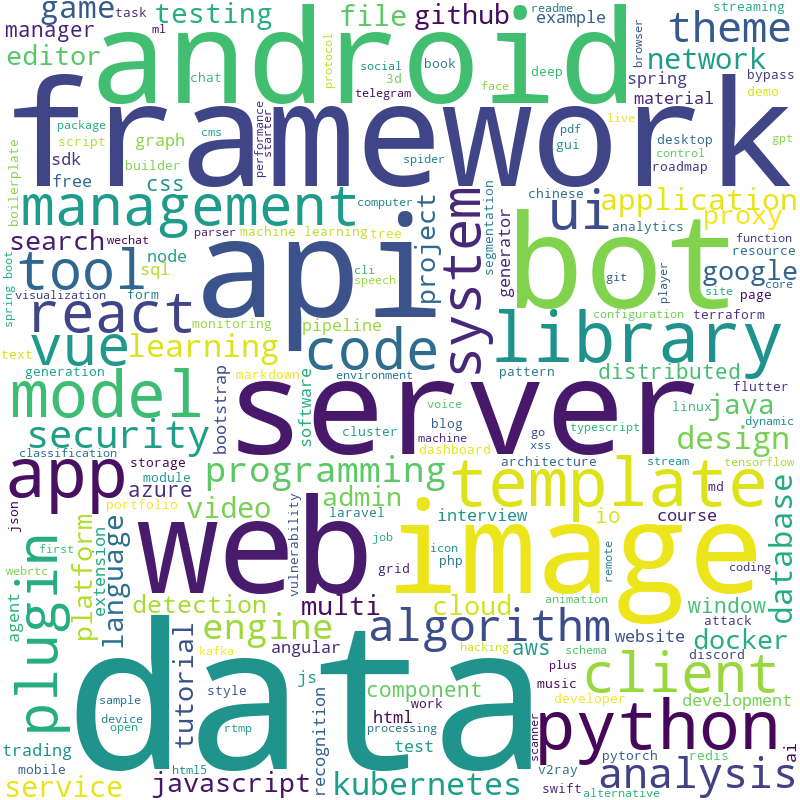 game
task
testing
file
github
readme
example
streaming
manager
ml
android
theme
editor
chat
protocol
social
3d
telegram
book
face
deep
browser
network
spring
bypass
material
demo
framework
package
script
graph
cms
performance
starter
spider
pdf
gui
live
desktop
control
gpt
roadmap
sdk
builder
free
css
boilerplate
management
computer
api
project
system
segmentation
generator
chinese
ui
analytics
application
proxy
search
wechat
parser
machine learning
tree
function
resource
tool
node
sql
cli
speech
bot
git
player
google
core
spring boot
visualization
form
site
page
react
monitoring
pipeline
configuration
terraform
text
vue
learning
code
library
generation
markdown
environment
pattern
distributed
flutter
model
bootstrap
software
server
voice
java
linux
dynamic
security
cluster
blog
machine
go
xss
typescript
design
dashboard
classification
storage
module
programming
architecture
stream
tensorflow
app
azure
template
md
json
portfolio
video
admin
vulnerability
laravel
interview
io
course
database
plugin
platform
extension
language
first
web
job
icon
php
image
remote
coding
webrtc
grid
agent
detection
multi
cloud
animation
window
engine
algorithm
attack
website
docker
angular
aws
kafka
hacking
schema
discord
data
tutorial
js
component
plus
client
sample
style
music
developer
development
device
open
rtmp
recognition
html
work
processing
python
trading
test
scanner
pytorch
redis
ai
mobile
html5
v2ray
analysis
service
javascript
kubernetes
swift
alternative